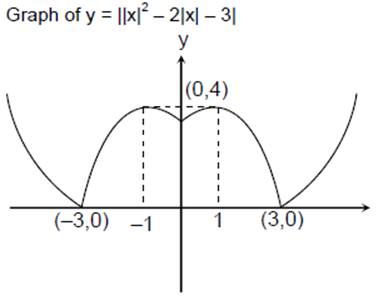 Graph of y = ||x|² – 2|x| – 3|
y
(0,4)
(–3,0)
–1
1
(3,0)